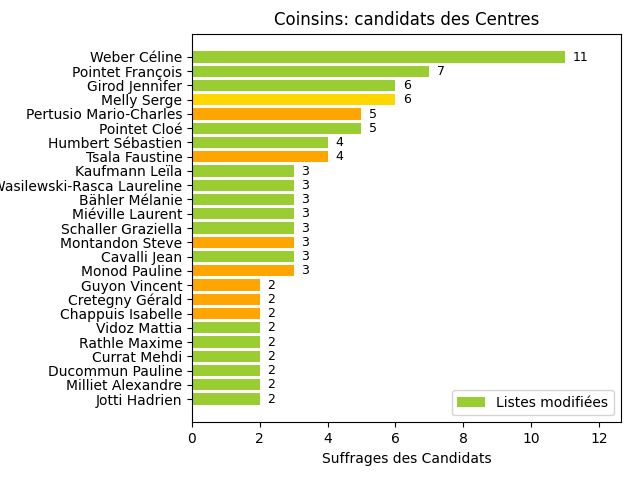 Coinsins: candidats des Centres
Weber Céline 11
Pointet François 7
Girod Jennifer 6
Melly Serge 6
Pertusio Mario-Charles 5
Pointet Cloé 5
Humbert Sébastien 4
Tsala Faustine 4
Kaufmann Leïla 3
Wasilewski-Rasca Laureline 3
Bähler Mélanie 3
Miéville Laurent 3
Schaller Graziella 3
Montandon Steve 3
Cavalli Jean 3
Monod Pauline 3
Guyon Vincent 2
Cretegny Gérald 2
Chappuis Isabelle 2
Vidoz Mattia 2
Rathle Maxime 2
Currat Mehdi 2
Ducommun Pauline 2
Milliet Alexandre 2
Jotti Hadrien 2
Listes modifiées
0 2 4 6 8 10 12
Suffrages des Candidats